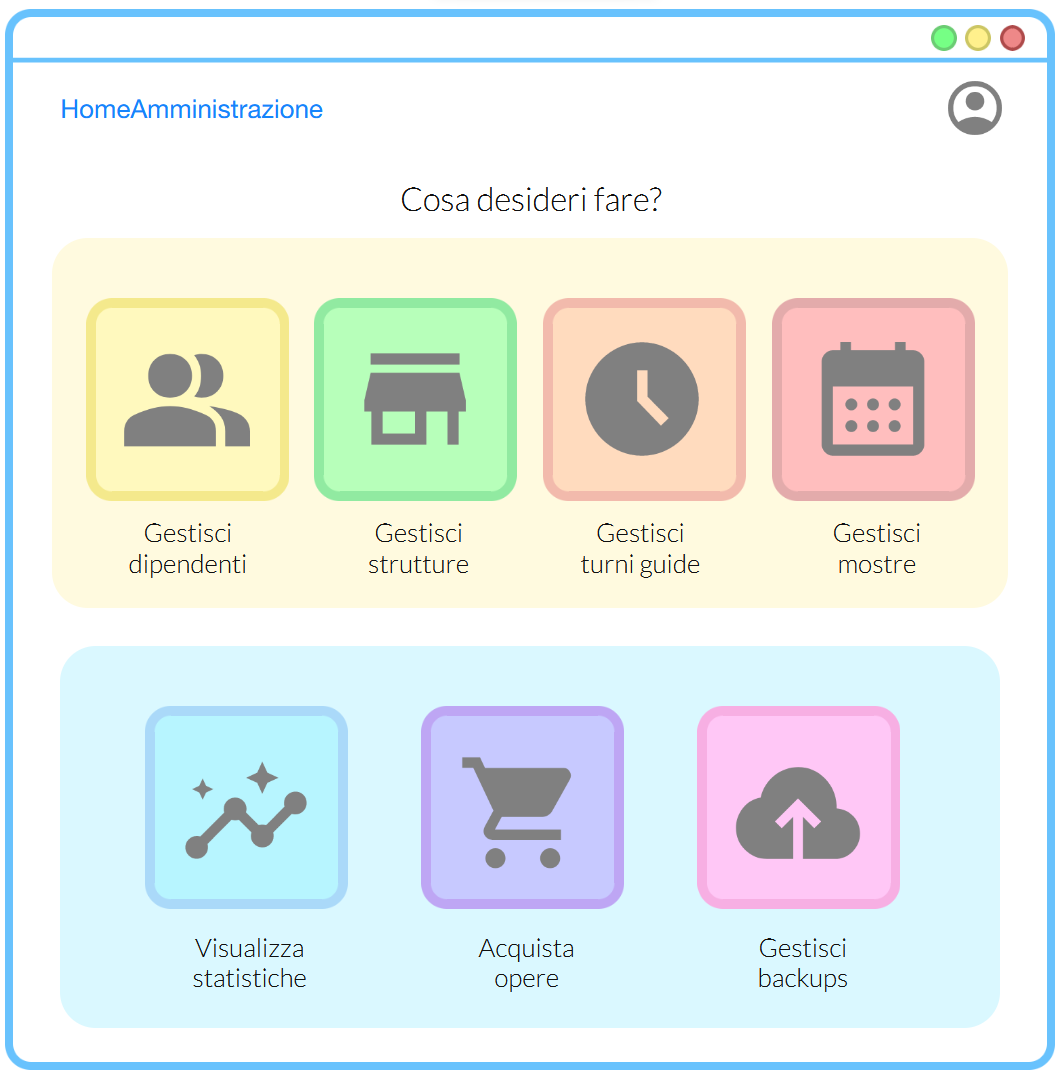 HomeAmministrazione
Cosa desideri fare?
Gestisci
dipendenti
Gestisci
strutture
Gestisci
turni guide
Gestisci
mostre
Visualizza
statistiche
Acquista
opere
Gestisci
backups